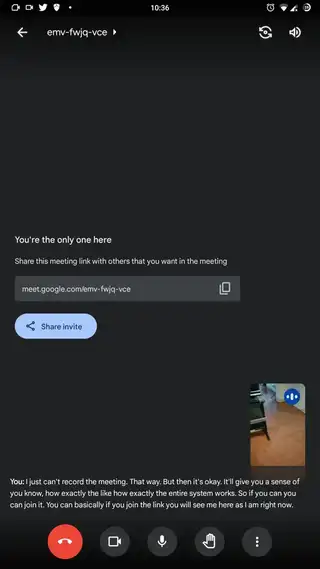 10:36
emv-fwjq-vce
You're the only one here
Share this meeting link with others that you want in the meeting
meet.google.com/emv-fwjq-vce
Share invite
You: I just can't record the meeting. That way. But then it's okay. It'll give you a sense of
you know, how exactly the like how exactly the entire system works. So if you can you
can join it. You can basically if you join the link you will see me here as I am right now.